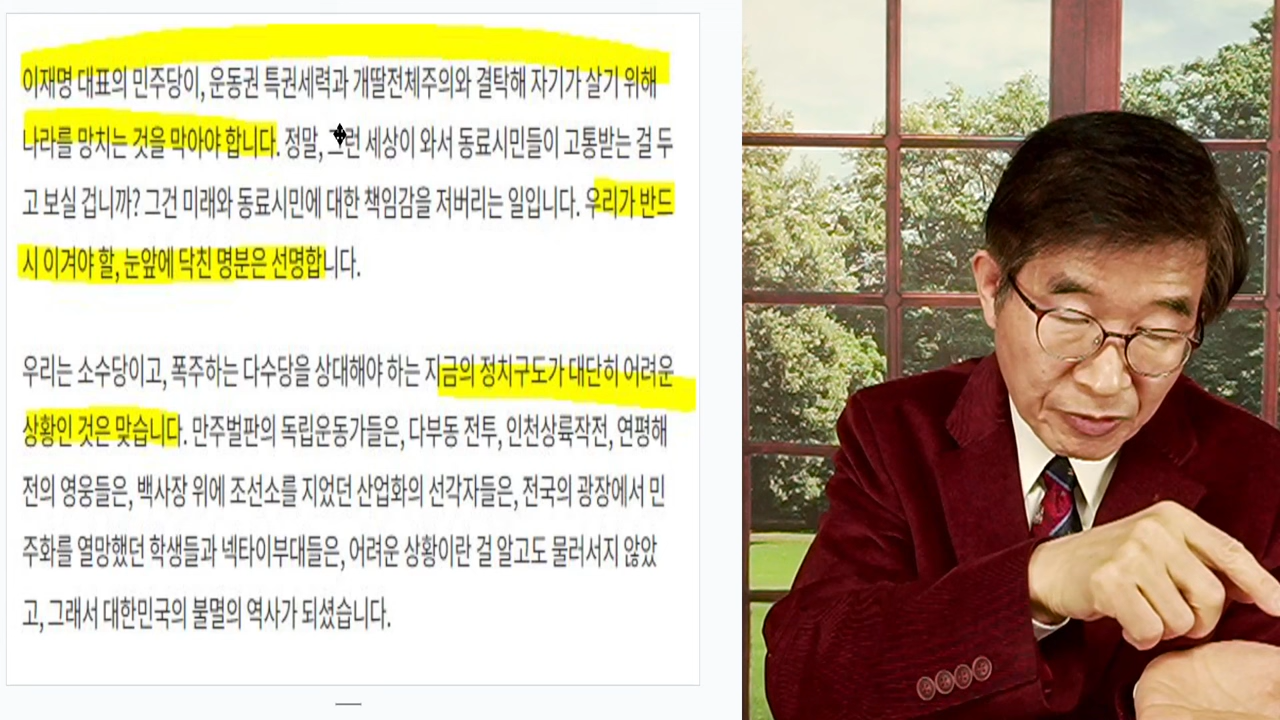 이재명 대표의 민주당이, 운동권 특권세력과 개딸전체주의와 결탁해 자기가 살기 위해
나라를 망치는 것을 막아야 합니다. 정말, 그런 세상이 와서 동료시민들이 고통받는 걸 두
고 보실 겁니까? 그건 미래와 동료시민에 대한 책임감을 저버리는 일입니다. 우리가 반드
시 이겨야 할, 눈앞에 닥친 명분은 선명합니다.
우리는 소수당이고, 폭주하는 다수당을 상대해야 하는 지금의 정치구도가 대단히 어려운
상황인 것은 맞습니다. 만주벌판의 독립운동가들은, 다부동 전투, 인천상륙작전, 연평해
전의 영웅들은, 백사장 위에 조선소를 지었던 산업화의 선각자들은, 전국의 광장에서 민
주화를 열망했던 학생들과 넥타이부대들은, 어려운 상황이란 걸 알고도 물러서지 않았
고, 그래서 대한민국의 불멸의 역사가 되셨습니다.